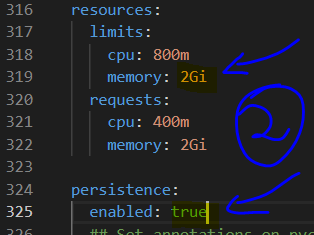 316 resources:
317 limits:
318 cpu: 800m
319 memory: 2Gi
320 requests:
321 cpu: 400m
322 memory: 2Gi
323
324 persistence:
325 enabled: true
326 ## Set annotations on